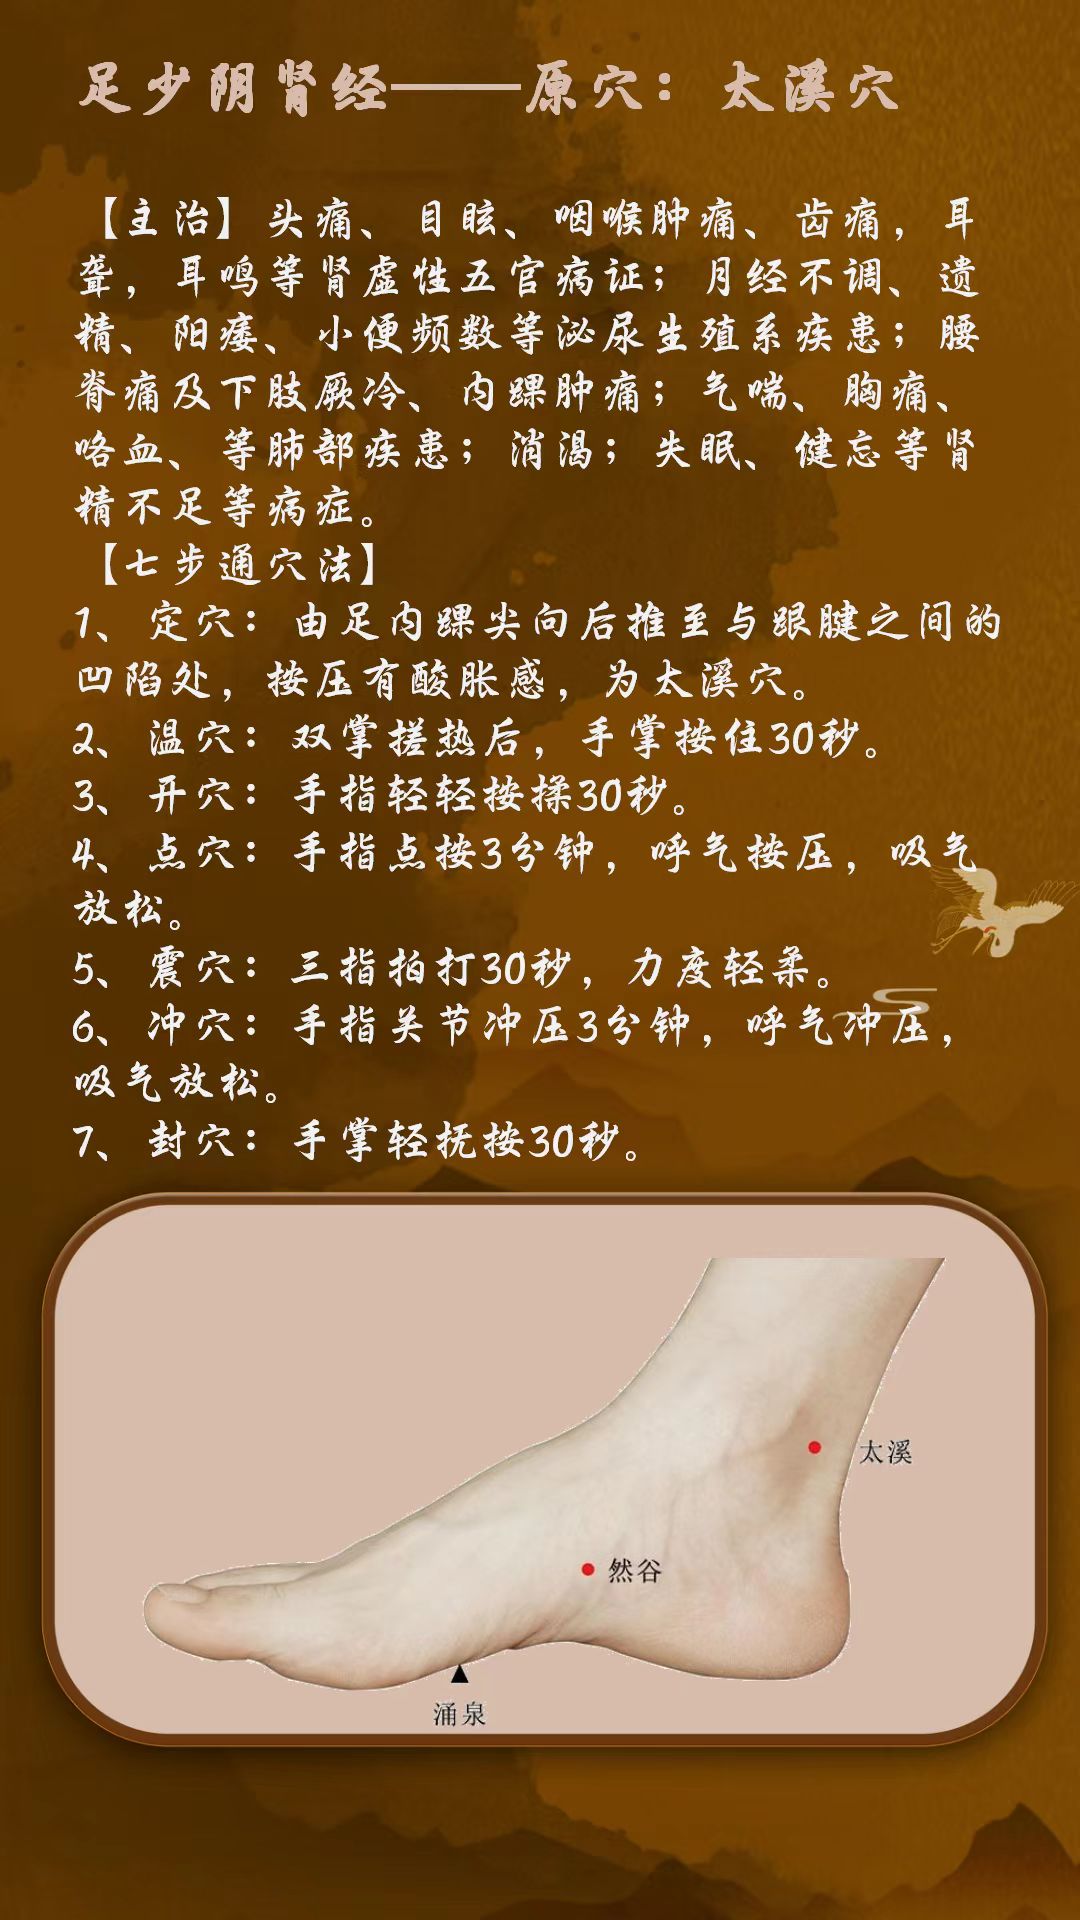 足少阴肾经——原穴：太溪穴
【主治】头痛、目眩、咽喉肿痛、齿痛，耳
聋，耳鸣等肾虚性五官病证；月经不调、遗
精、阳痿、小便频数等泌尿生殖系疾患；腰
脊痛及下肢厥冷、内踝肿痛；气喘、胸痛、
咯血、等肺部疾患；消渴；失眠、健忘等肾
精不足等病症。
【七步通穴法】
1、定穴：由足内踝尖向后推至与跟腱之间的
凹陷处，按压有酸胀感，为太溪穴。
2、温穴：双掌搓热后，手掌按住30秒。
3、开穴：手指轻轻按揉30秒。
4、点穴：手指点按3分钟，呼气按压，吸气
放松。
5、震穴：三指拍打30秒，力度轻柔。
6、冲穴：手指关节冲压3分钟，呼气冲压，
吸气放松。
7、封穴：手掌轻抚按30秒。
太溪
然谷
涌泉